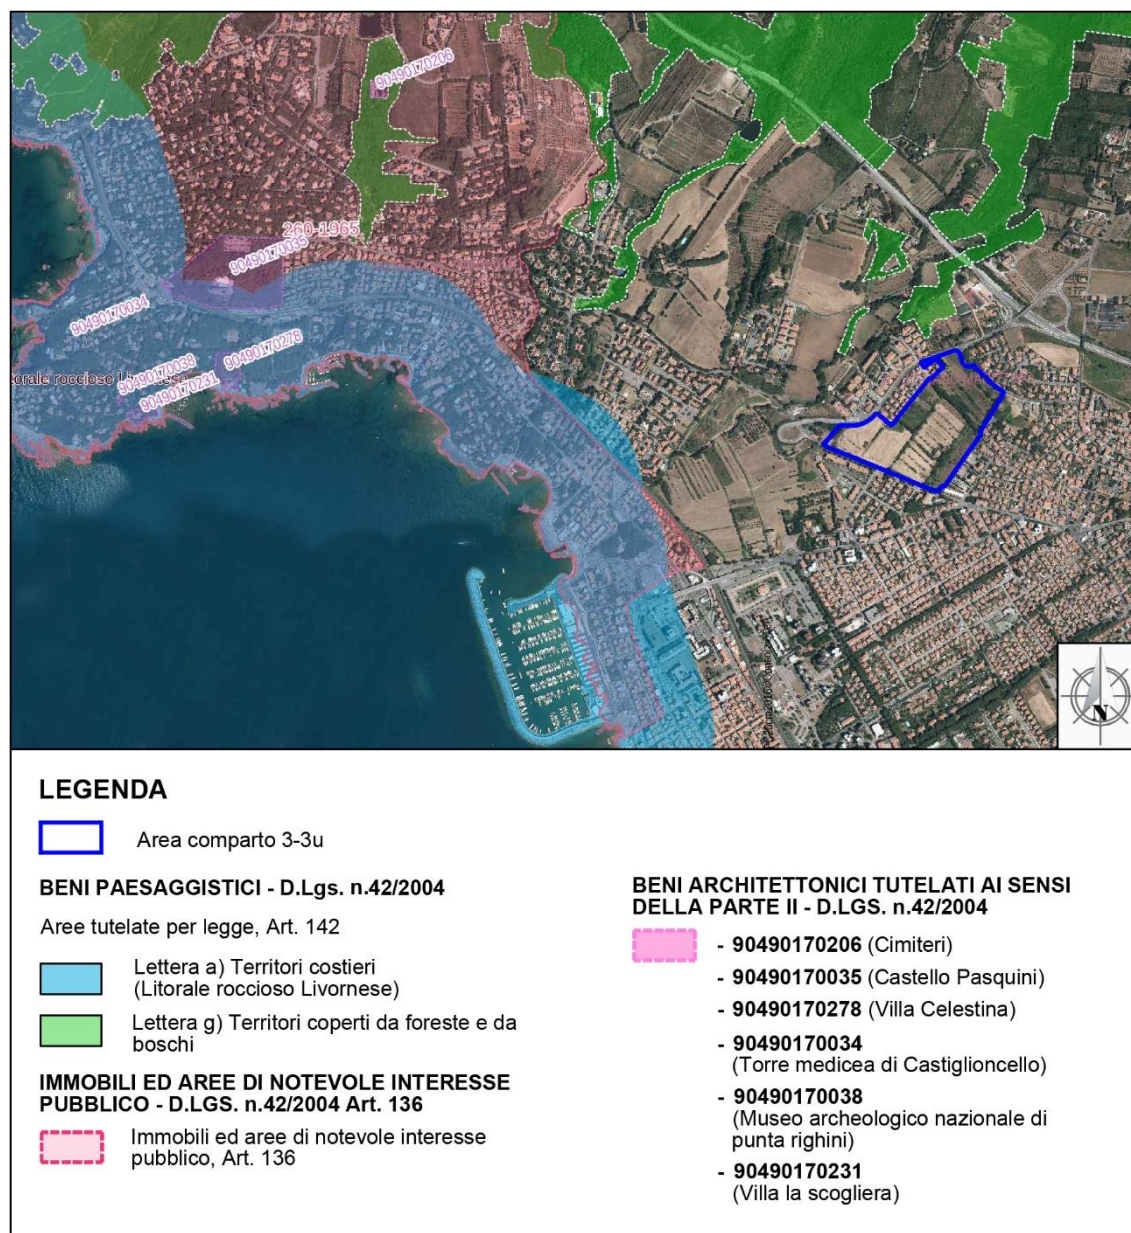 90490170206
260-1965
90490170035
90490170034
90490170278
90490170033
90490170231
torale roccioso Livornese
N
LEGENDA
Area comparto 3-3u
BENI PAESAGGISTICI - D.Lgs. n.42/2004
Aree tutelate per legge, Art. 142
Lettera a) Territori costieri
(Litorale roccioso Livornese)
Lettera g) Territori coperti da foreste e da
boschi
IMMOBILI ED AREE DI NOTEVOLE INTERESSE
PUBBLICO - D.LGS. n.42/2004 Art. 136
Immobili ed aree di notevole interesse
pubblico, Art. 136
BENI ARCHITETTONICI TUTELATI AI SENSI
DELLA PARTE II - D.LGS. n.42/2004
- 90490170206 (Cimiteri)
- 90490170035 (Castello Pasquini)
- 90490170278 (Villa Celestina)
- 90490170034
(Torre medicea di Castiglioncello)
- 90490170038
(Museo archeologico nazionale di
punta righini)
- 90490170231
(Villa la scogliera)